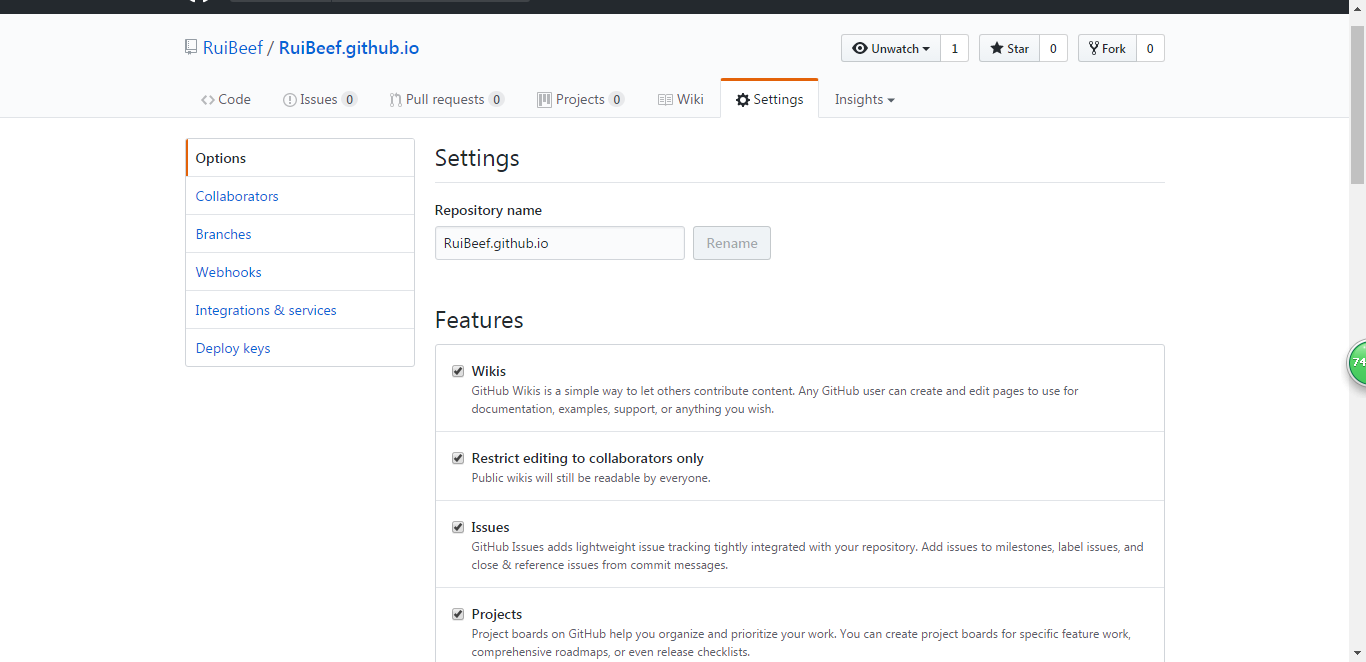 RuiBeef / RuiBeef.github.io
Unwatch 1 Star 0 Fork 0
Code Issues 0 Pull requests 0 Projects 0 Wiki Settings Insights
Options
Collaborators
Branches
Webhooks
Integrations & services
Deploy keys
Settings
Repository name
RuiBeef.github.io Rename
Features
Wikis
GitHub Wikis is a simple way to let others contribute content. Any GitHub user can create and edit pages to use for
documentation, examples, support, or anything you wish.
Restrict editing to collaborators only
Public wikis will still be readable by everyone.
Issues
GitHub Issues adds lightweight issue tracking tightly integrated with your repository. Add issues to milestones, label issues, and
close & reference issues from commit messages.
Projects
Project boards on GitHub help you organize and prioritize your work. You can create project boards for specific feature work,
comprehensive roadmaps, or even release checklists.
74